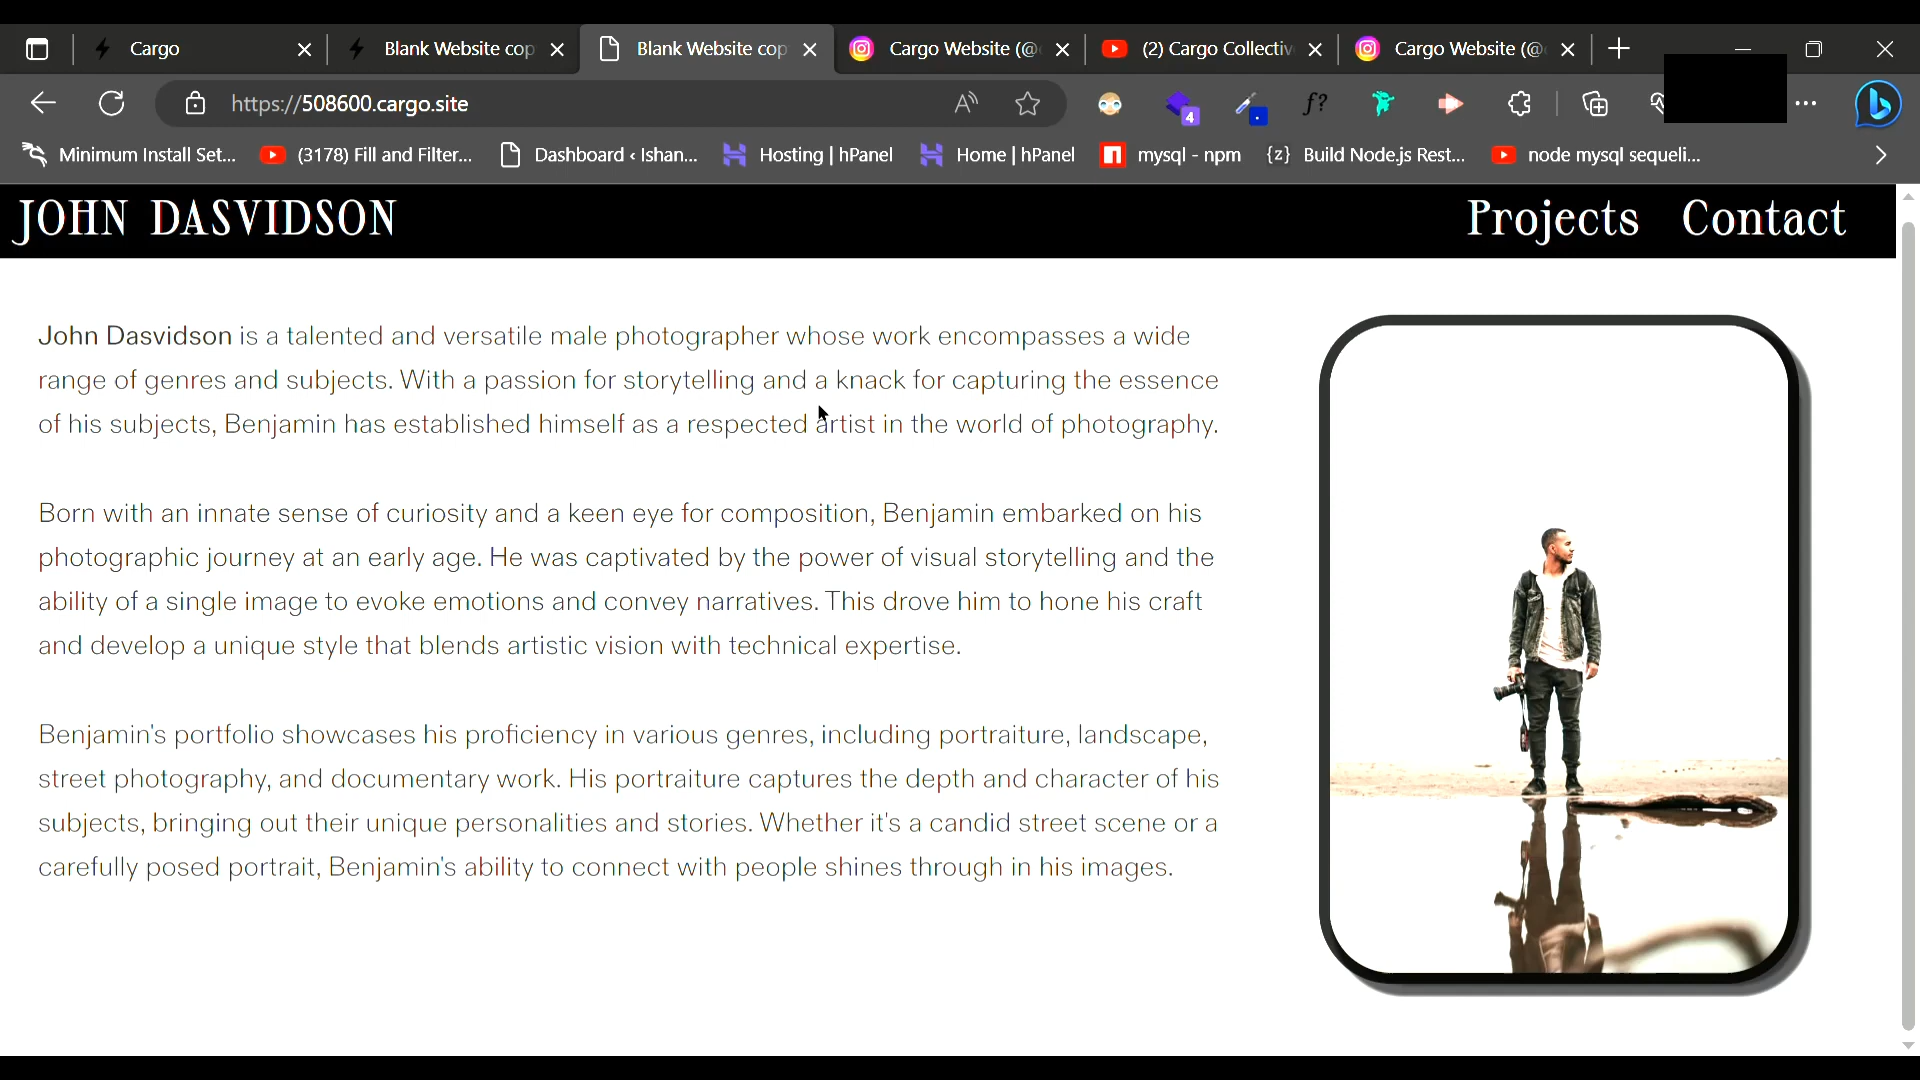 Cargo
Blank Website cop
Blank Website cop
Cargo Website (@
(2) Cargo Collectiv
Cargo Website (@
https://508600.cargo.site
A
f?
4
Minimum Install Set...
(3178) Fill and Filter...
Dashboard ‹ Ishan...
Hosting | hPanel
Home | hPanel
mysql - npm
{z} Build Node.js Rest...
node mysql sequeli...
JOHN DASVIDSON
Projects Contact
John Dasvidson is a talented and versatile male photographer whose work encompasses a wide
range of genres and subjects. With a passion for storytelling and a knack for capturing the essence
of his subjects, Benjamin has established himself as a respected artist in the world of photography.
Born with an innate sense of curiosity and a keen eye for composition, Benjamin embarked on his
photographic journey at an early age. He was captivated by the power of visual storytelling and the
ability of a single image to evoke emotions and convey narratives. This drove him to hone his craft
and develop a unique style that blends artistic vision with technical expertise.
Benjamin's portfolio showcases his proficiency in various genres, including portraiture, landscape,
street photography, and documentary work. His portraiture captures the depth and character of his
subjects, bringing out their unique personalities and stories. Whether it's a candid street scene or a
carefully posed portrait, Benjamin's ability to connect with people shines through in his images.